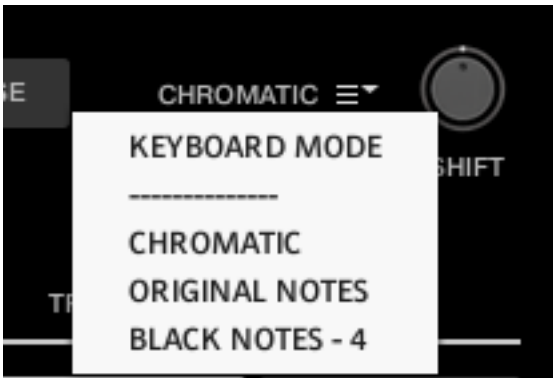 CHROMATIC
KEYBOARD MODE
SHIFT
--------------
CHROMATIC
ORIGINAL NOTES
BLACK NOTES - 4